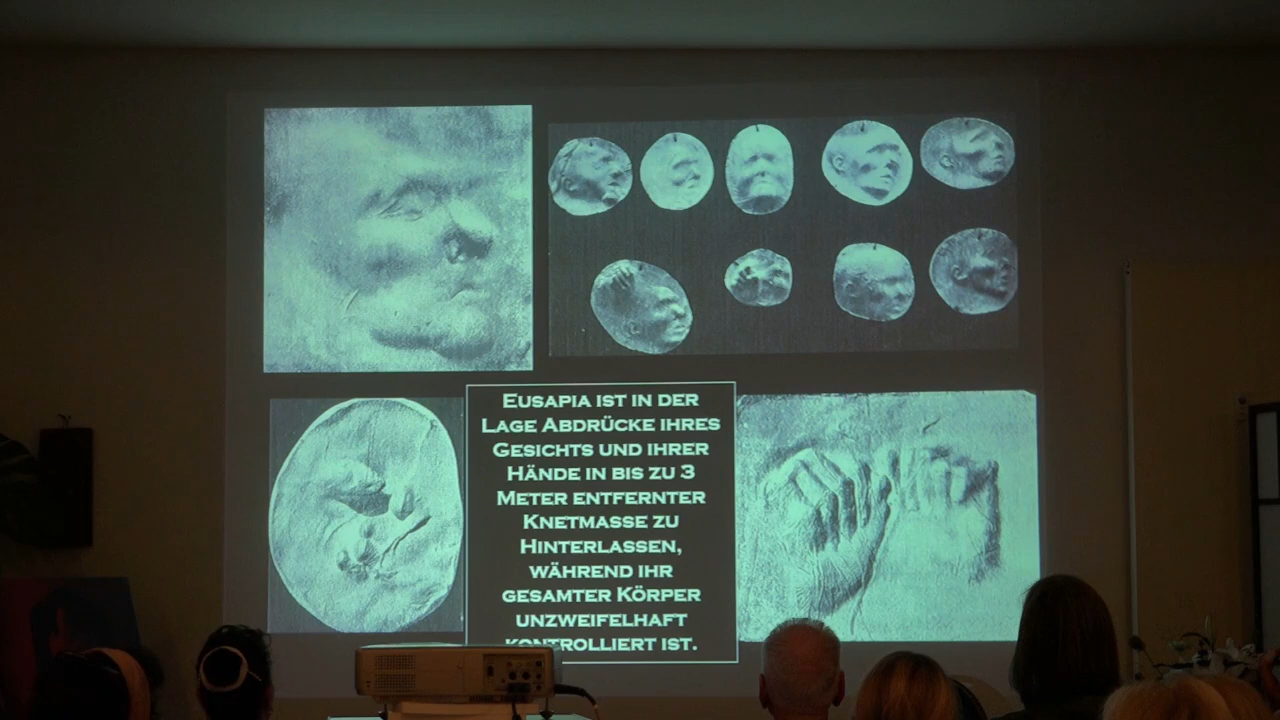 Eusapia ist in der
Lage Abdrücke ihres
Gesichts und ihrer
Hände in bis zu 3
Meter entfernter
Knetmasse zu
Hinterlassen,
während ihr
gesamter Körper
unzweifelhaft
kontrolliert ist.